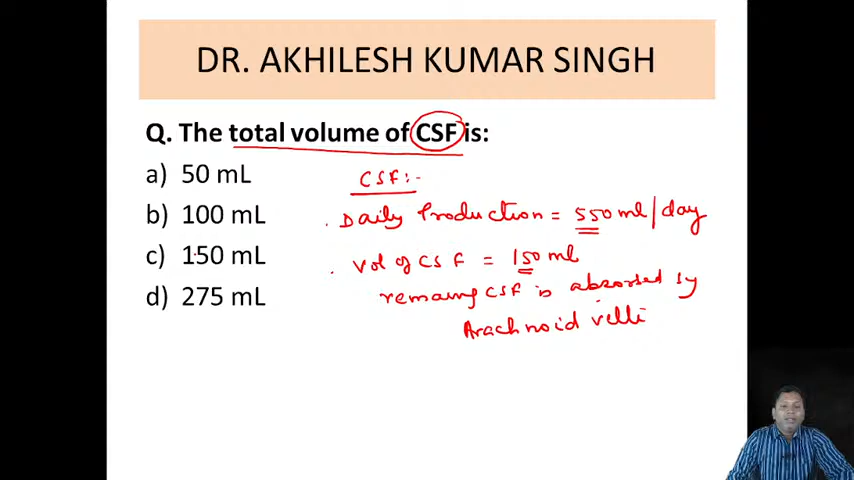 DR. AKHILESH KUMAR SINGH
Q. The total volume of CSF is:
a) 50 mL
b) 100 mL
c) 150 mL
d) 275 mL
CSF:-
. Daily Production = 550 ml/day
. Vol of CSF = 150 ml
remaing CSF is absorbed by
Arachnoid villi